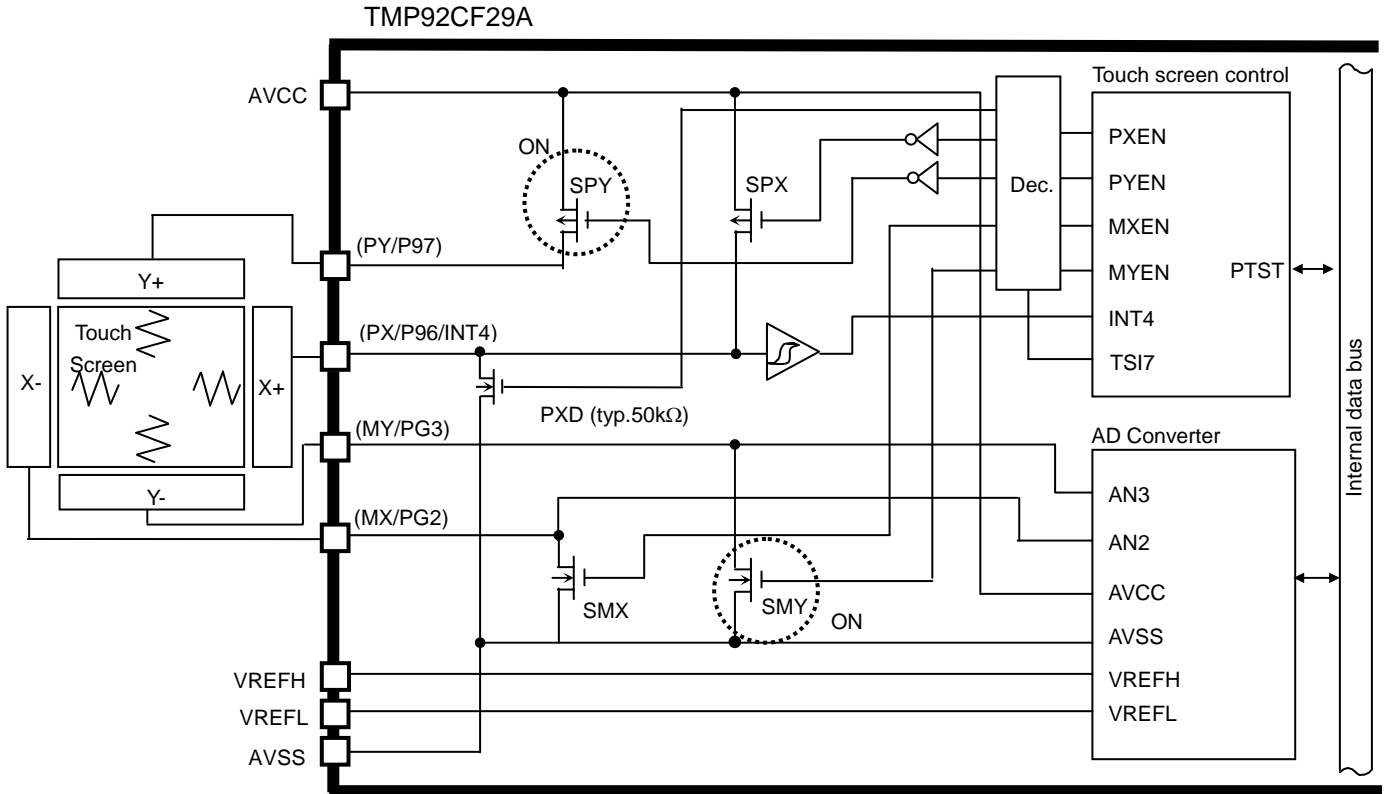 TMP92CF29A
Touch screen control
AVCC
ON
SPY
SPX
Dec.
PXEN
PYEN
MXEN
MYEN
PTST
INT4
TSI7
(PY/P97)
Y+
(PX/P96/INT4)
Touch
Screen
X-
X+
PXD (typ.50kΩ)
(MY/PG3)
Y-
(MX/PG2)
SMX
SMY
ON
AD Converter
AN3
AN2
AVCC
AVSS
VREFH
VREFL
Internal data bus
VREFH
VREFL
AVSS